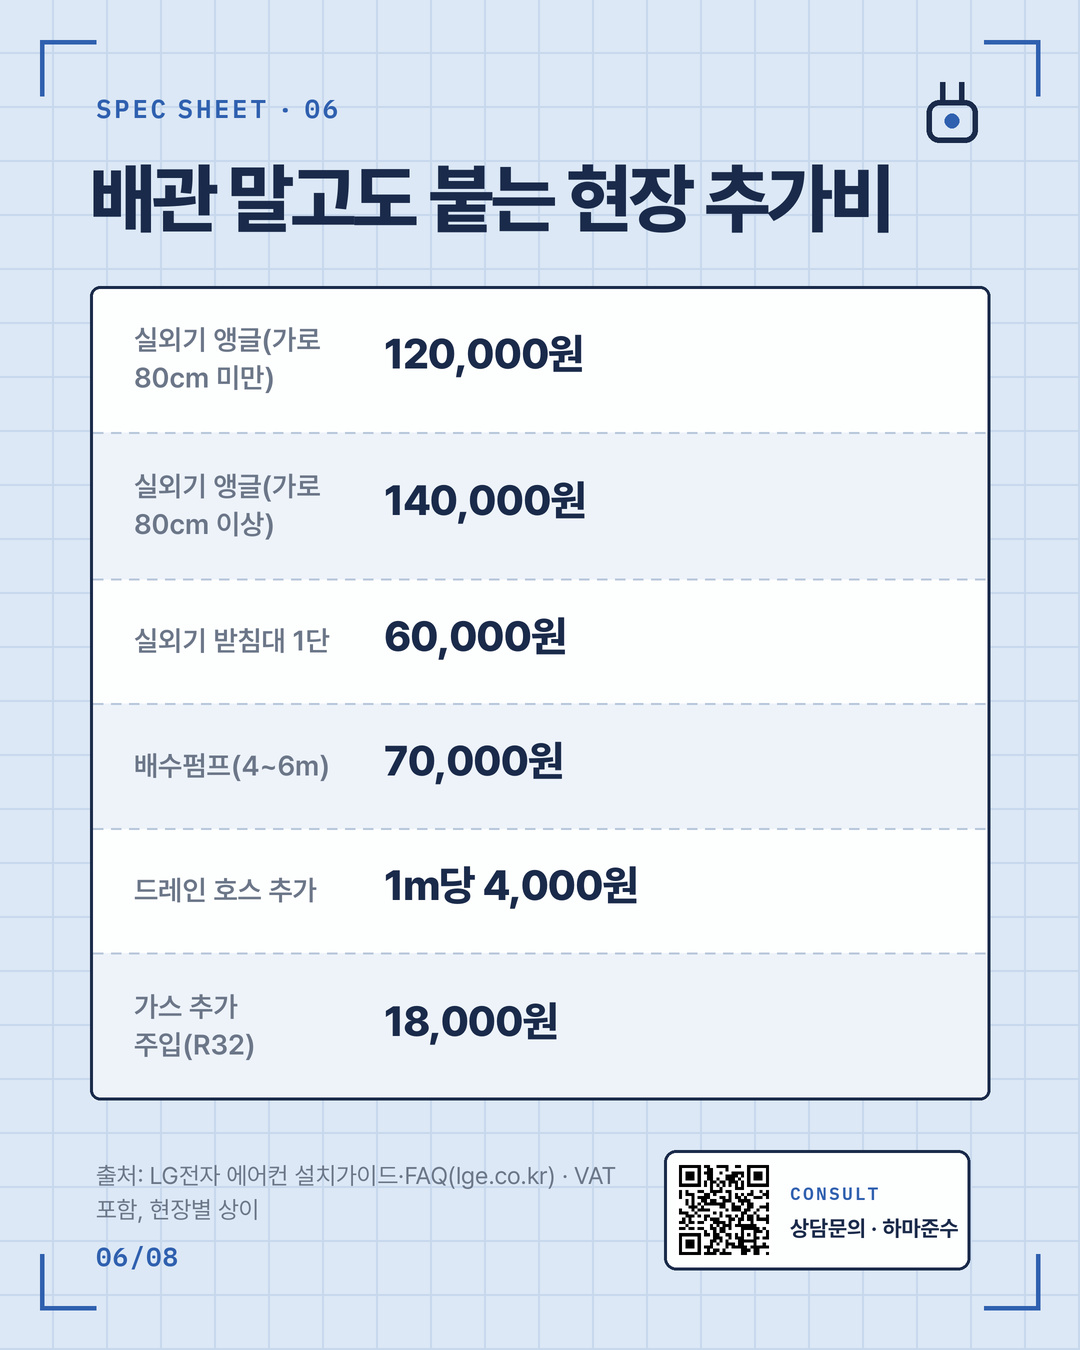 SPEC SHEET · 06
배관 말고도 붙는 현장 추가비
실외기 앵글(가로
80cm 미만)
120,000원
실외기 앵글(가로
80cm 이상)
140,000원
실외기 받침대 1단
60,000원
배수펌프(4~6m)
70,000원
드레인 호스 추가
1m당 4,000원
가스 추가
주입(R32)
18,000원
출처: LG전자 에어컨 설치가이드·FAQ(lge.co.kr) · VAT
포함, 현장별 상이
06/08
CONSULT
상담문의 · 하마준수